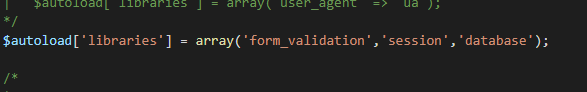 | $autoload['libraries'] = array('user_agent' => 'ua');
*/
$autoload['libraries'] = array('form_validation','session','database');
/*